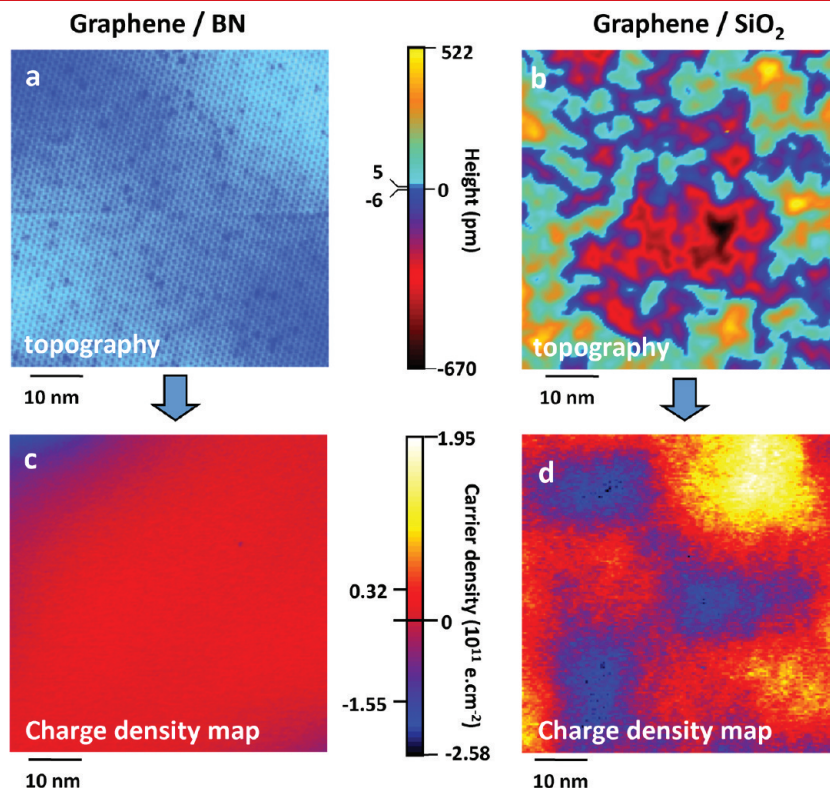 Graphene / BN
Graphene / SiO₂
a
topography
10 nm
522
5
-6
0
-670
Height (pm)
b
topography
10 nm
c
Charge density map
10 nm
1.95
0.32
0
-1.55
-2.58
Carrier density (10¹¹ e.cm⁻²)
d
Charge density map
10 nm